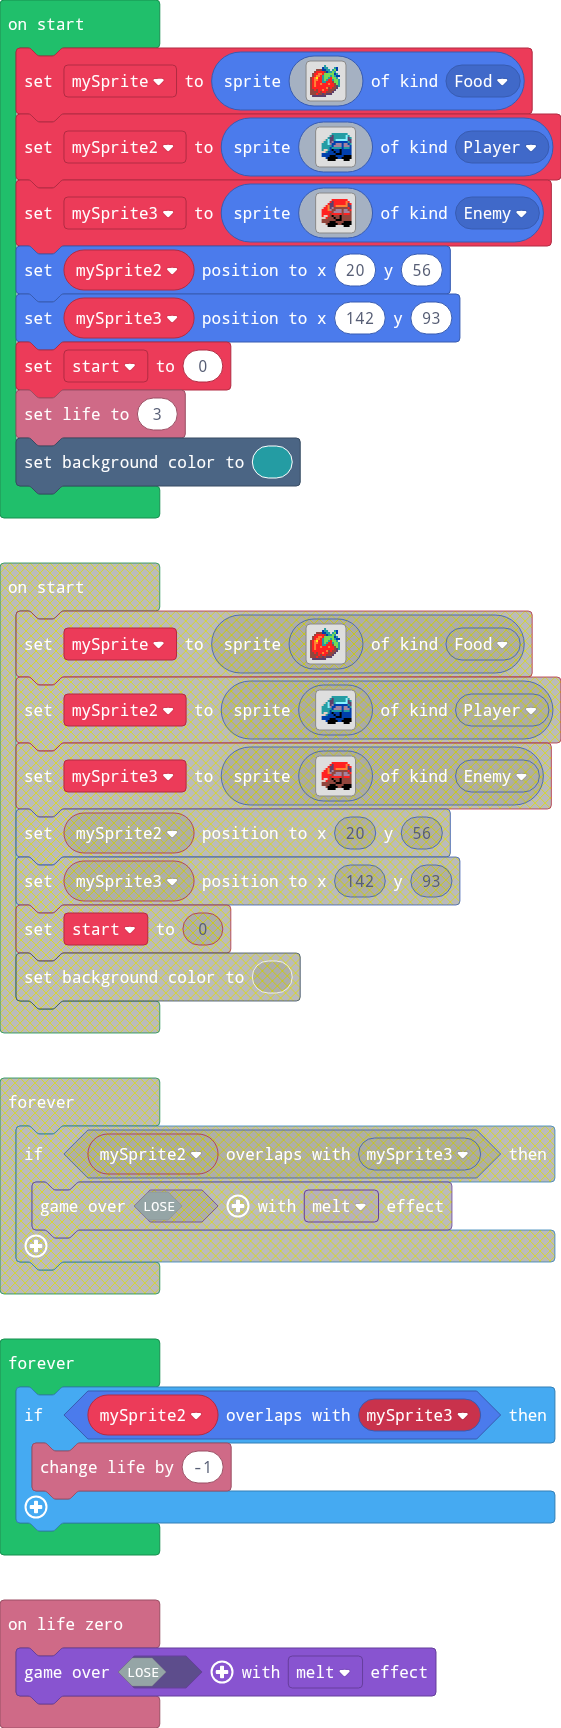 on start
set mySprite to sprite of kind Food
set mySprite2 to sprite of kind Player
set mySprite3 to sprite of kind Enemy
set mySprite2 position to x 20 y 56
set mySprite3 position to x 142 y 93
set start to 0
set life to 3
set background color to
on start
set mySprite to sprite of kind Food
set mySprite2 to sprite of kind Player
set mySprite3 to sprite of kind Enemy
set mySprite2 position to x 20 y 56
set mySprite3 position to x 142 y 93
set start to 0
set background color to
forever
if mySprite2 overlaps with mySprite3 then
game over LOSE with melt effect
forever
if mySprite2 overlaps with mySprite3 then
change life by -1
on life zero
game over LOSE with melt effect